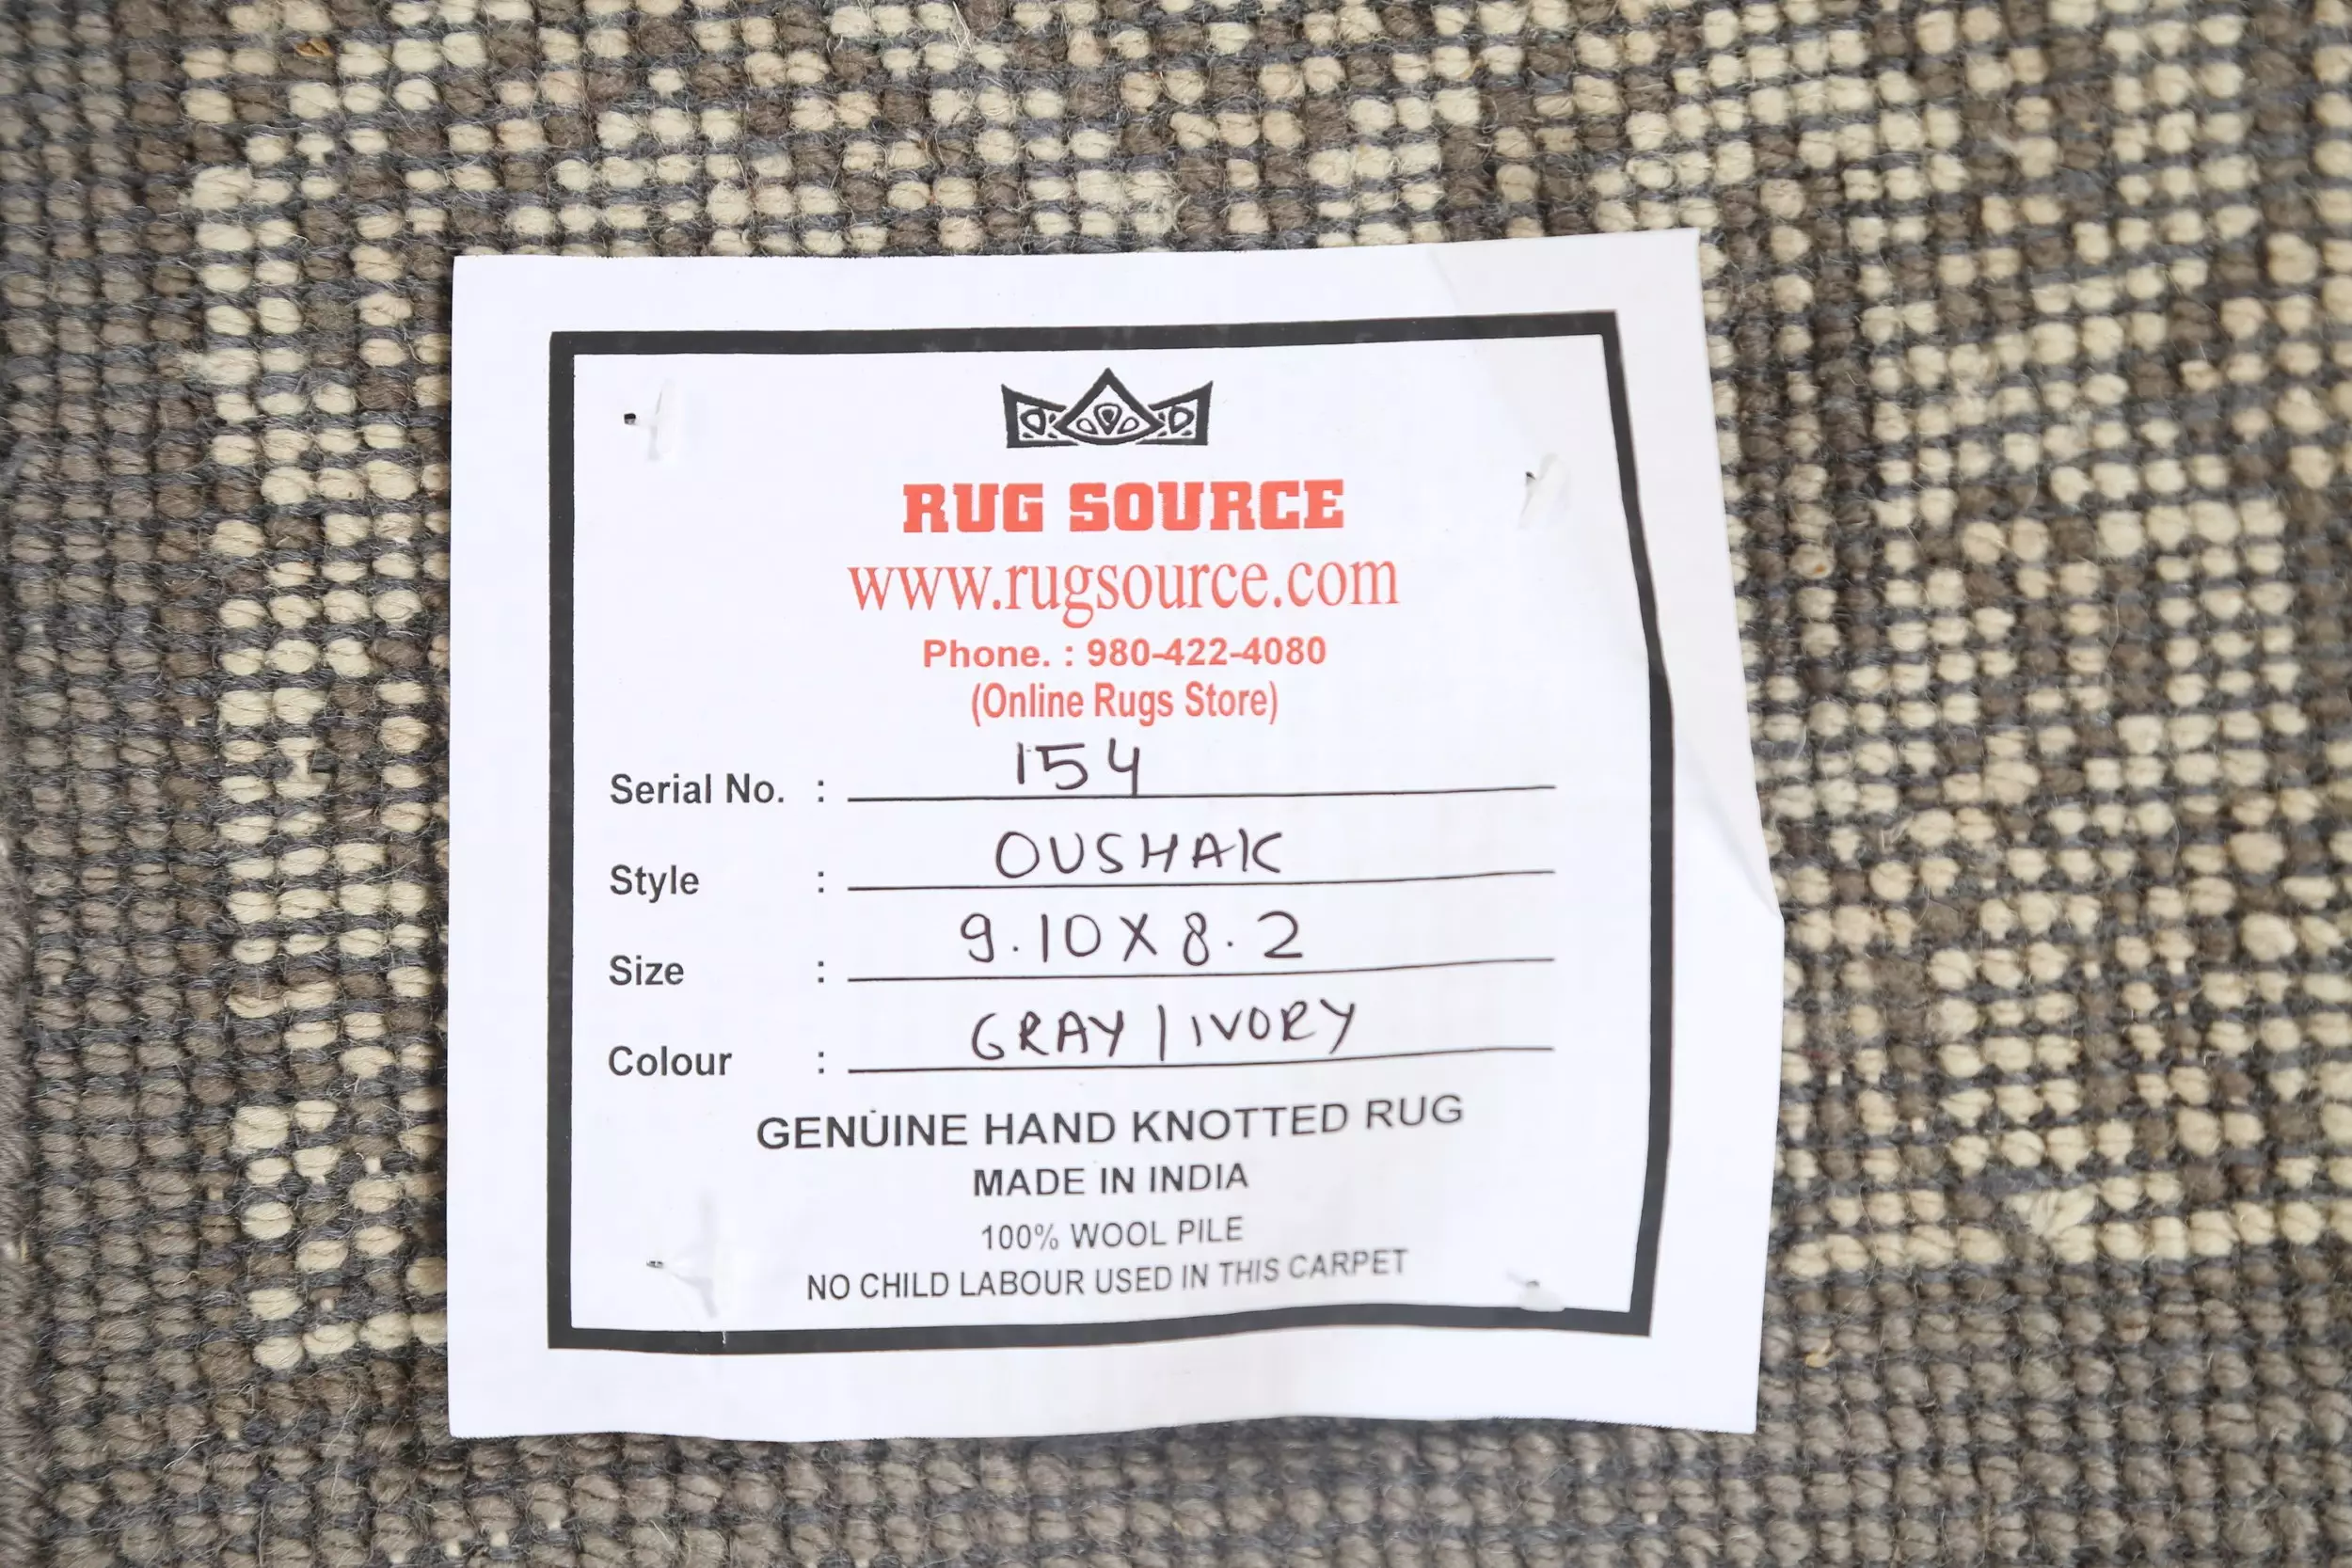 RUG SOURCE
www.rugsource.com
Phone. : 980-422-4080
(Online Rugs Store)
Serial No. : 154
Style : OUSHAK
Size : 9.10 X 8.2
Colour : GRAY | IVORY
GENUINE HAND KNOTTED RUG
MADE IN INDIA
100% WOOL PILE
NO CHILD LABOUR USED IN THIS CARPET